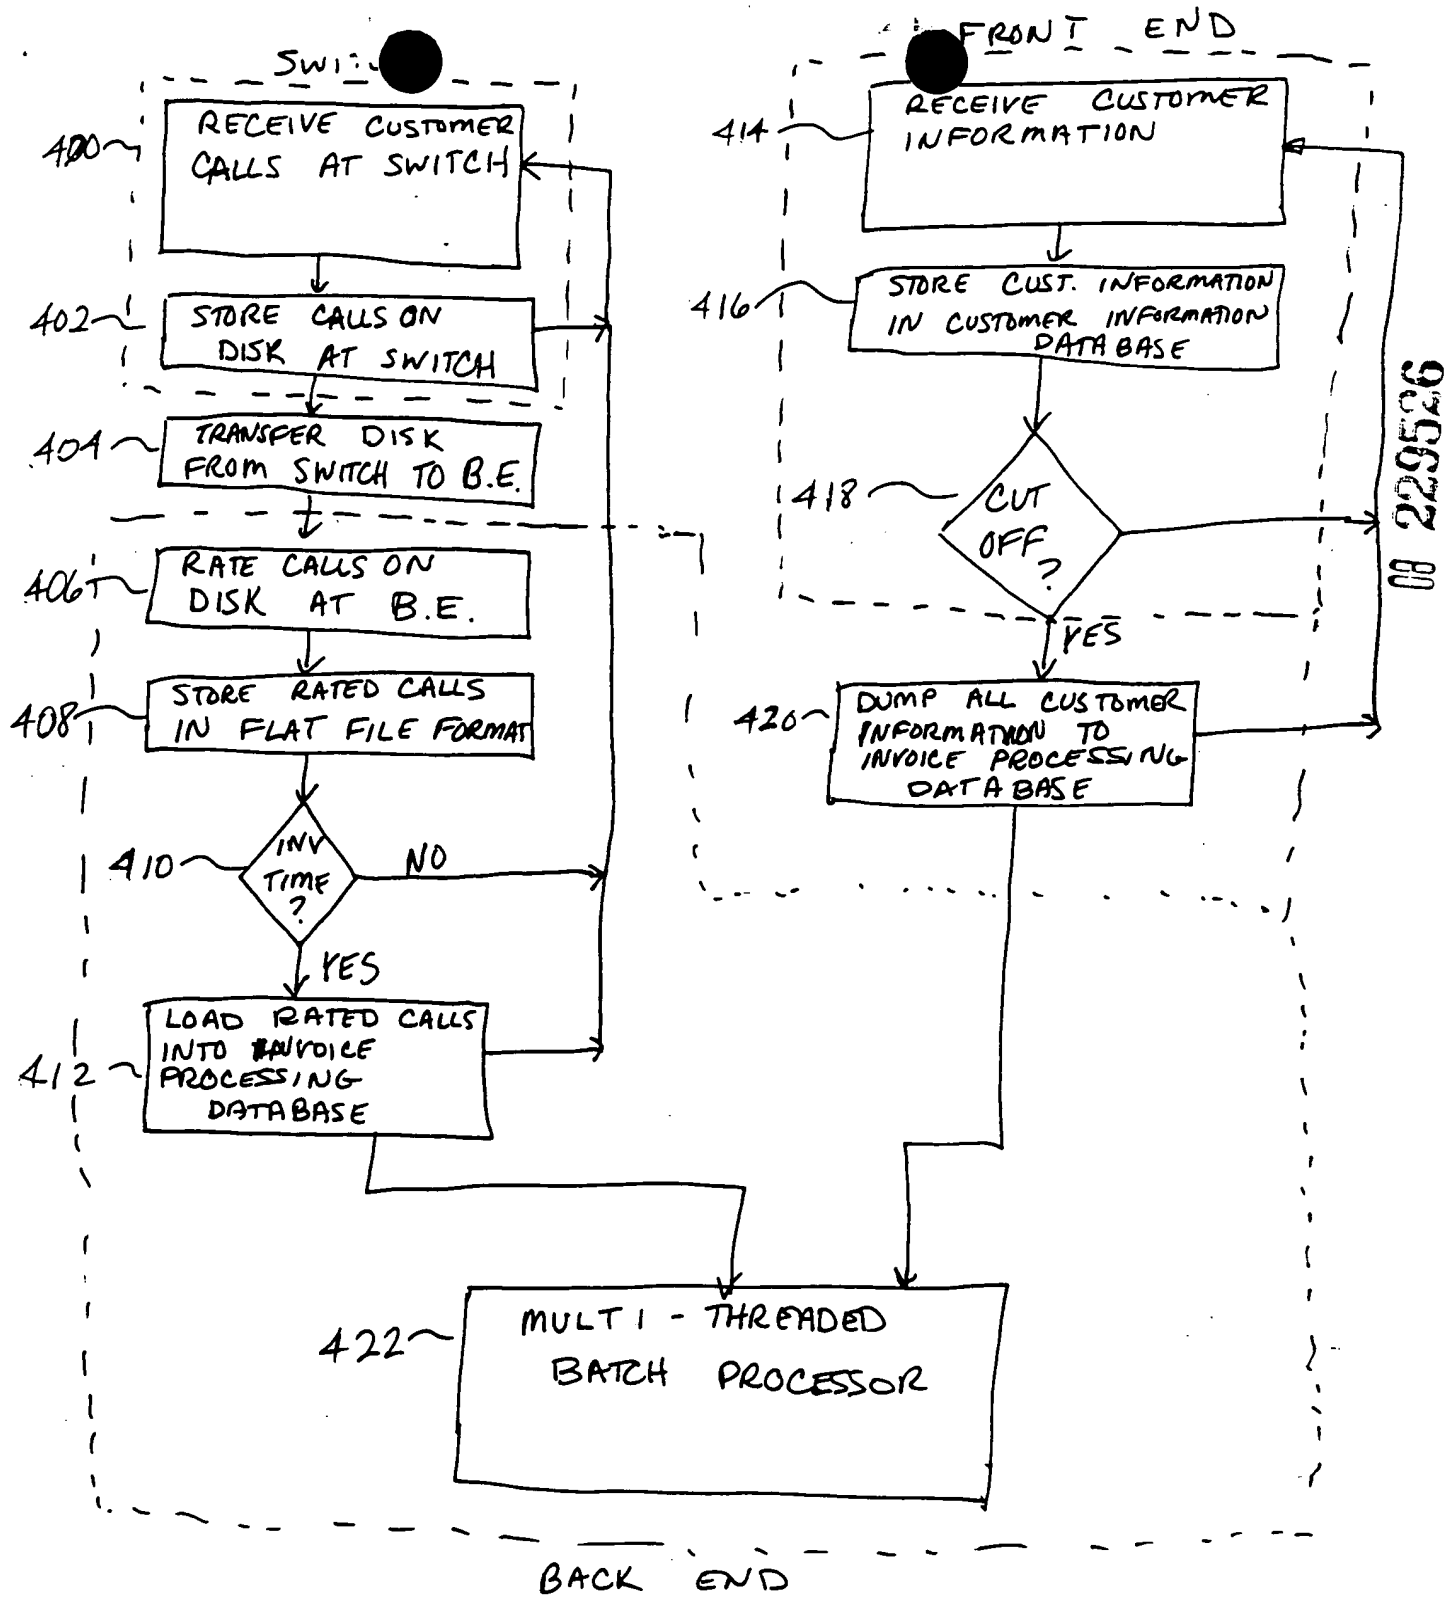 FRONT END
400
RECEIVE CUSTOMER
CALLS AT SWITCH
402
STORE CALLS ON
DISK AT SWITCH
404
TRANSFER DISK
FROM SWITCH TO B.E.
406
RATE CALLS ON
DISK AT B.E.
408
STORE RATED CALLS
IN FLAT FILE FORMAT
410
INV
TIME
?
NO
YES
412
LOAD RATED CALLS
INTO INVOICE
PROCESSING
DATABASE
414
RECEIVE CUSTOMER
INFORMATION
416
STORE CUST. INFORMATION
IN CUSTOMER INFORMATION
DATABASE
418
CUT
OFF
?
YES
420
DUMP ALL CUSTOMER
INFORMATION TO
INVOICE PROCESSING
DATABASE
422
MULTI-THREADED
BATCH PROCESSOR
BACK END
08 229526